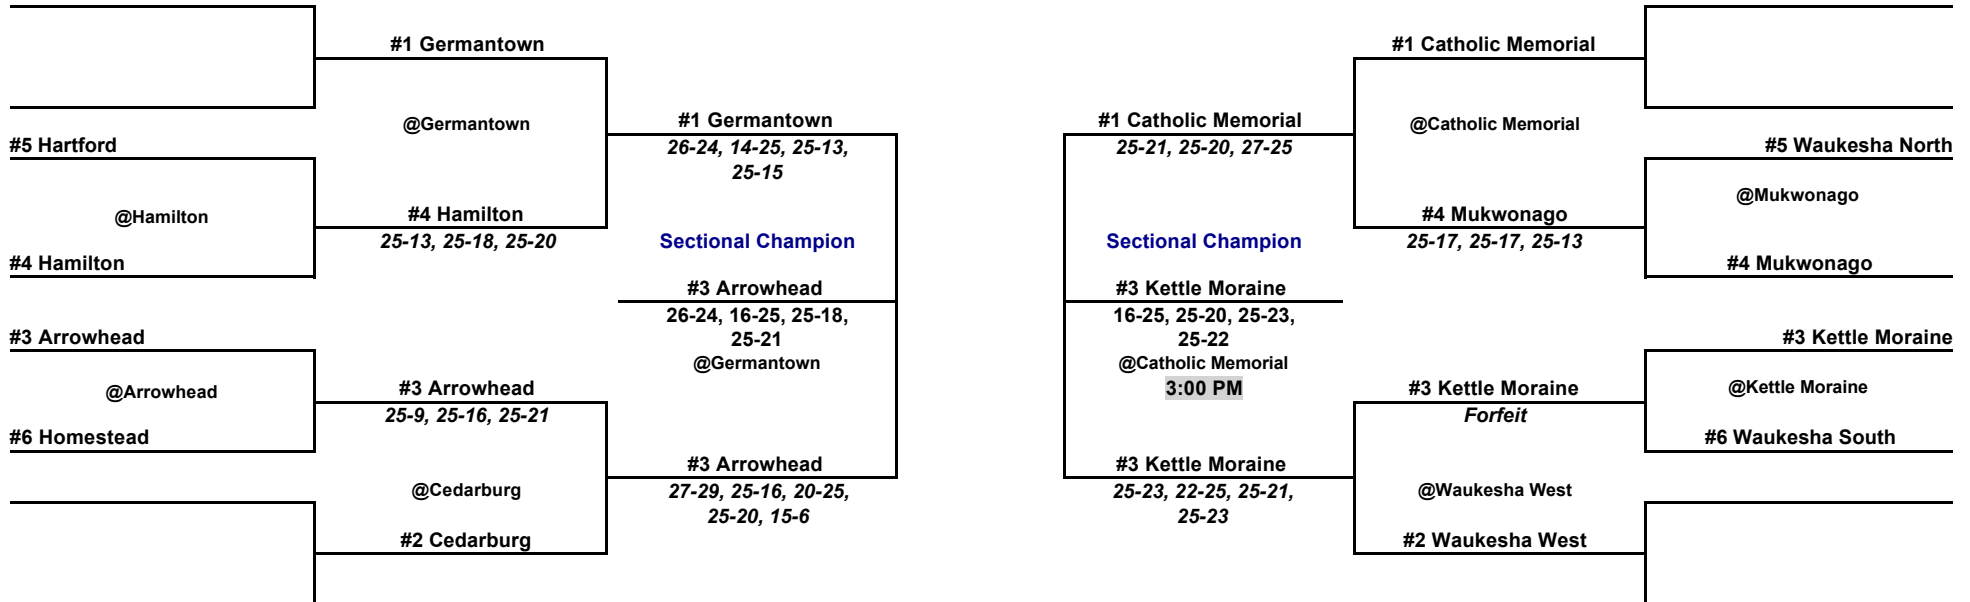 #1 Germantown
@Germantown
#5 Hartford
@Hamilton
#4 Hamilton
#4 Hamilton
25-13, 25-18, 25-20
#1 Germantown
26-24, 14-25, 25-13,
25-15
Sectional Champion
#3 Arrowhead
26-24, 16-25, 25-18,
25-21
@Germantown
#3 Arrowhead
@Arrowhead
#6 Homestead
#3 Arrowhead
25-9, 25-16, 25-21
@Cedarburg
#2 Cedarburg
#3 Arrowhead
27-29, 25-16, 20-25,
25-20, 15-6
#1 Catholic Memorial
@Catholic Memorial
#1 Catholic Memorial
25-21, 25-20, 27-25
#5 Waukesha North
@Mukwonago
#4 Mukwonago
#4 Mukwonago
25-17, 25-17, 25-13
Sectional Champion
#3 Kettle Moraine
16-25, 25-20, 25-23,
25-22
@Catholic Memorial
3:00 PM
#3 Kettle Moraine
@Kettle Moraine
#6 Waukesha South
#3 Kettle Moraine
Forfeit
@Waukesha West
#2 Waukesha West
#3 Kettle Moraine
25-23, 22-25, 25-21,
25-23